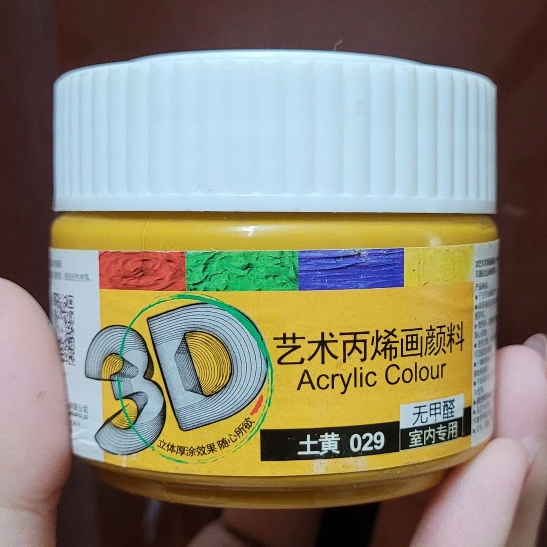 3D
艺术丙烯画颜料
Acrylic Colour
立体厚涂效果 随心所欲
土黄 029
无甲醛
室内专用